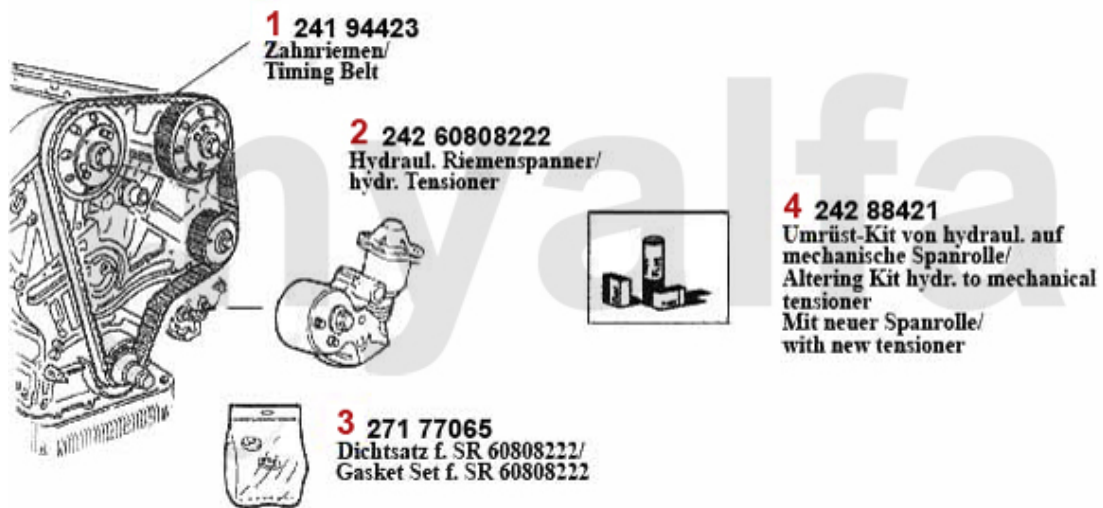 1 241 94423
Zahnriemen/
Timing Belt
2 242 60808222
Hydraul. Riemenspanner/
hydr. Tensioner
3 271 77065
Dichtsatz f. SR 60808222/
Gasket Set f. SR 60808222
4 242 88421
Umrüst-Kit von hydraul. auf
mechanische Spanrolle/
Altering Kit hydr. to mechanical
tensioner
Mit neuer Spanrolle/
with new tensioner
myalfa